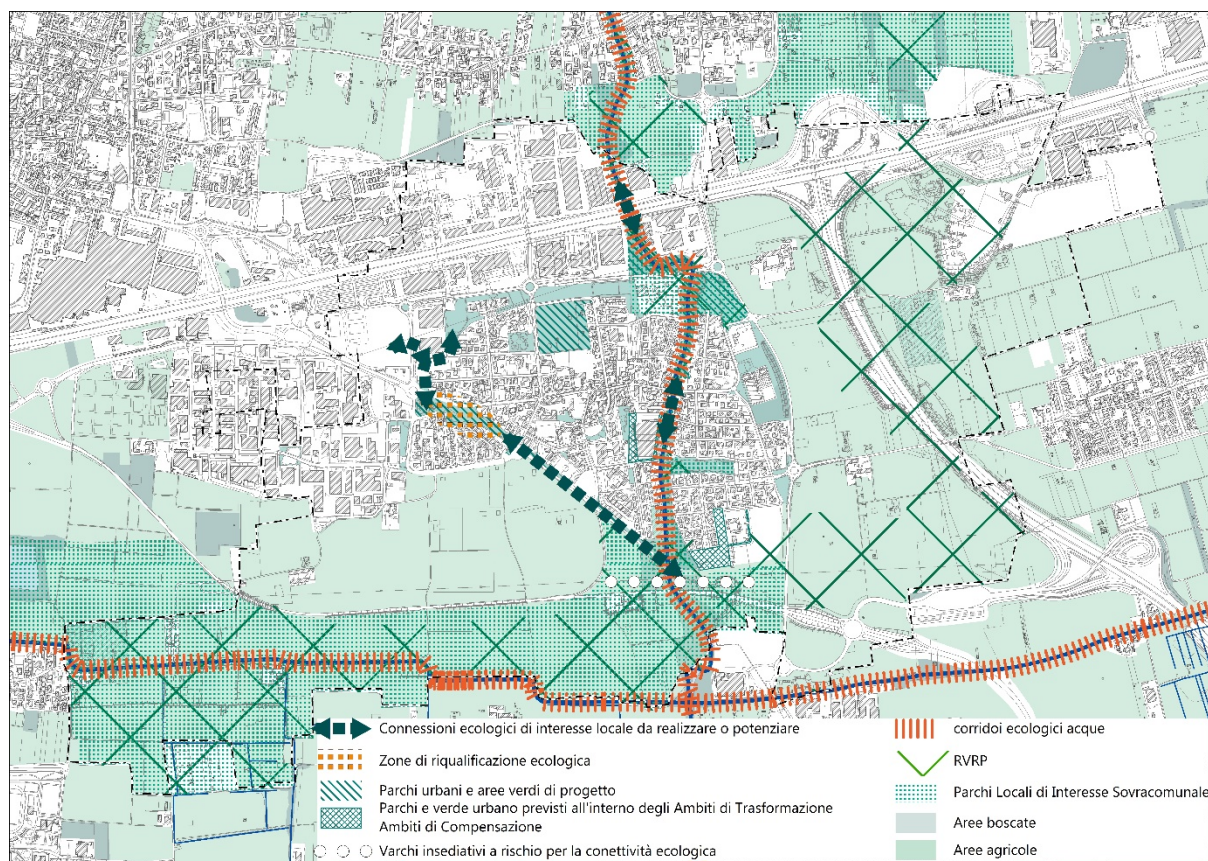 Connessioni ecologici di interesse locale da realizzare o potenziare
Zone di riqualificazione ecologica
Parchi urbani e aree verdi di progetto
Parchi e verde urbano previsti all'interno degli Ambiti di Trasformazione
Ambiti di Compensazione
Varchi insediativi a rischio per la conettività ecologica
corridoi ecologici acque
RVRP
Parchi Locali di Interesse Sovracomunale
Aree boscate
Aree agricole